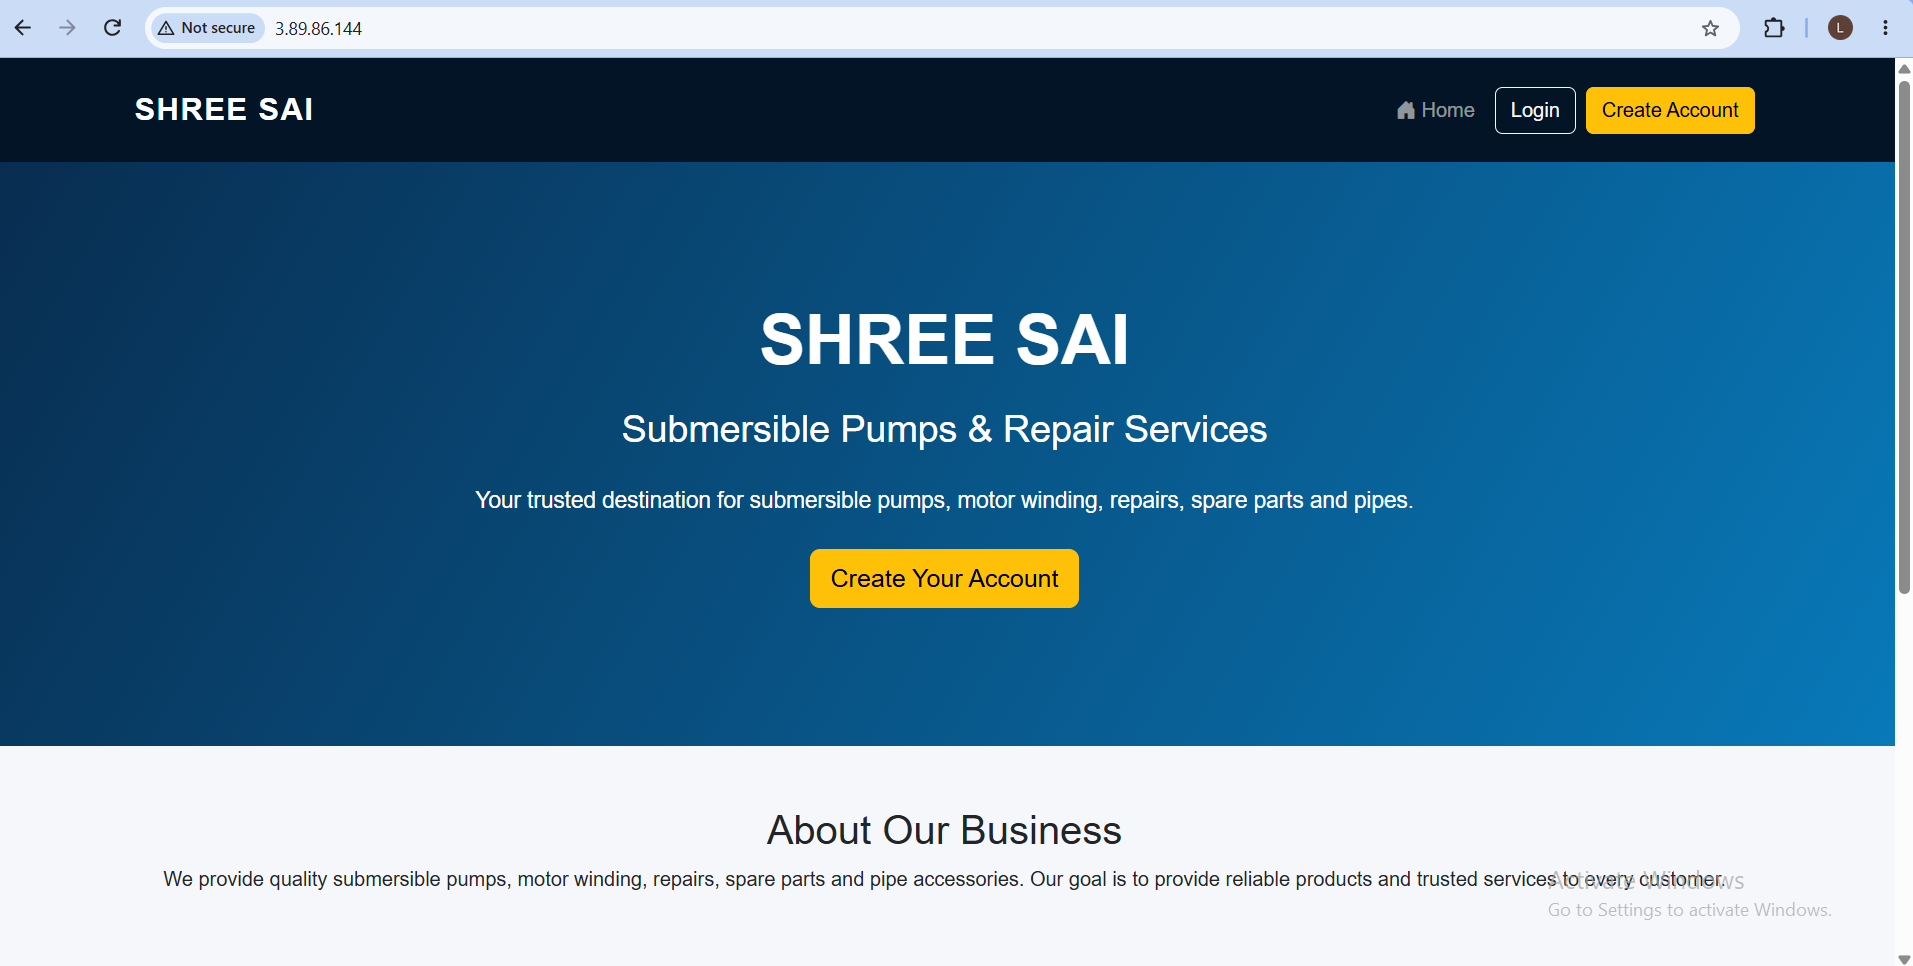 Not secure 3.89.86.144 L
SHREE SAI Home Login Create Account
SHREE SAI
Submersible Pumps & Repair Services
Your trusted destination for submersible pumps, motor winding, repairs, spare parts and pipes.
Create Your Account
About Our Business
We provide quality submersible pumps, motor winding, repairs, spare parts and pipe accessories. Our goal is to provide reliable products and trusted services to every customer.
Activate Windows
Go to Settings to activate Windows.